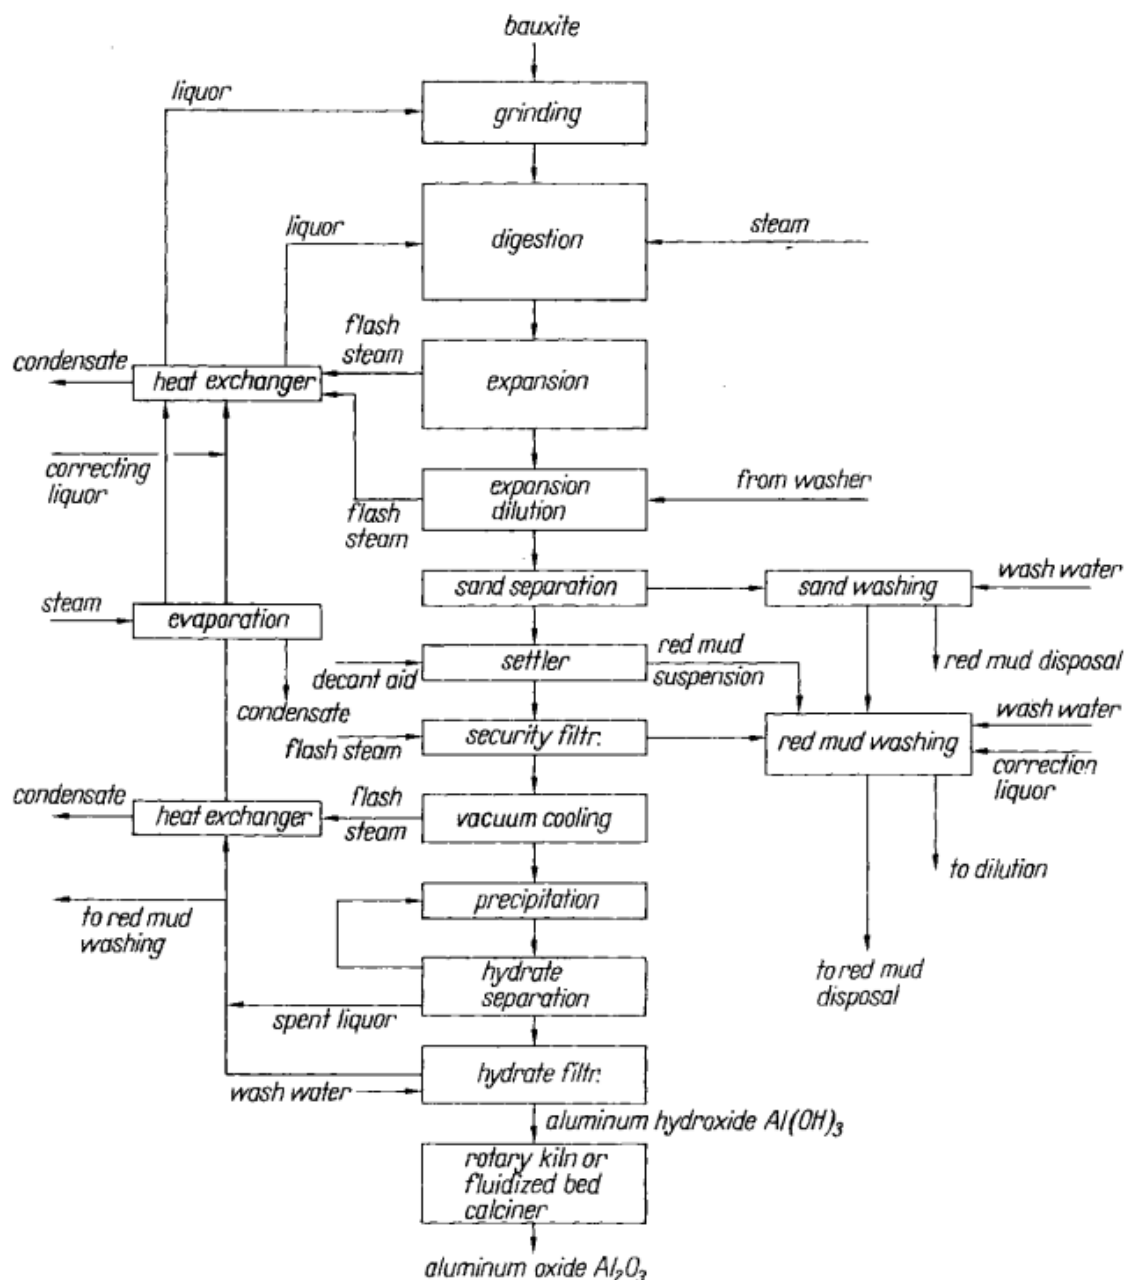 bauxite
liquor
grinding
liquor
steam
digestion
flash
steam
condensate
heat exchanger
expansion
correcting
liquor
from washer
expansion
dilution
flash
steam
wash water
sand separation
sand washing
steam
evaporation
red mud
suspension
settler
decant aid
red mud disposal
condensate
wash water
security filtr.
flash steam
red mud washing
correction
liquor
condensate
heat exchanger
flash
steam
vacuum cooling
to dilution
precipitation
to red mud
washing
hydrate
separation
to red mud
disposal
spent liquor
hydrate filtr.
wash water
aluminum hydroxide Al(OH)₃
rotary kiln or
fluidized bed
calciner
aluminum oxide Al₂O₃